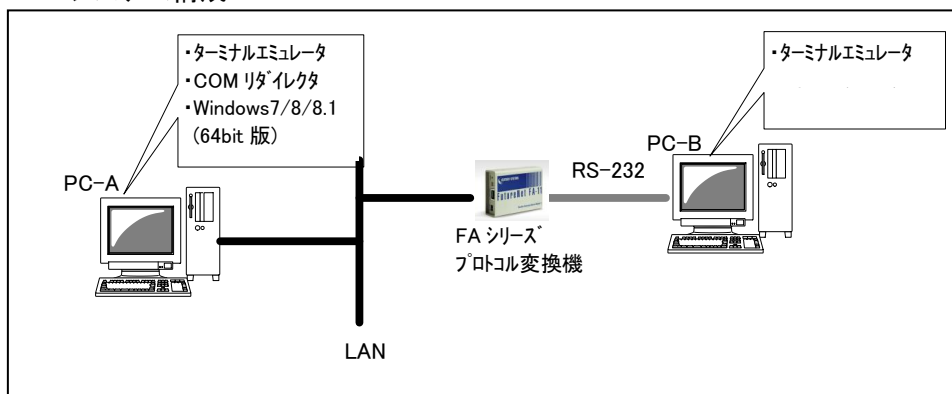 ・ターミナルエミュレータ
・COM リダイレクタ
・Windows7/8/8.1
(64bit 版)
・ターミナルエミュレータ
PC-A
PC-B
RS-232
FA シリーズ
プロトコル変換機
LAN